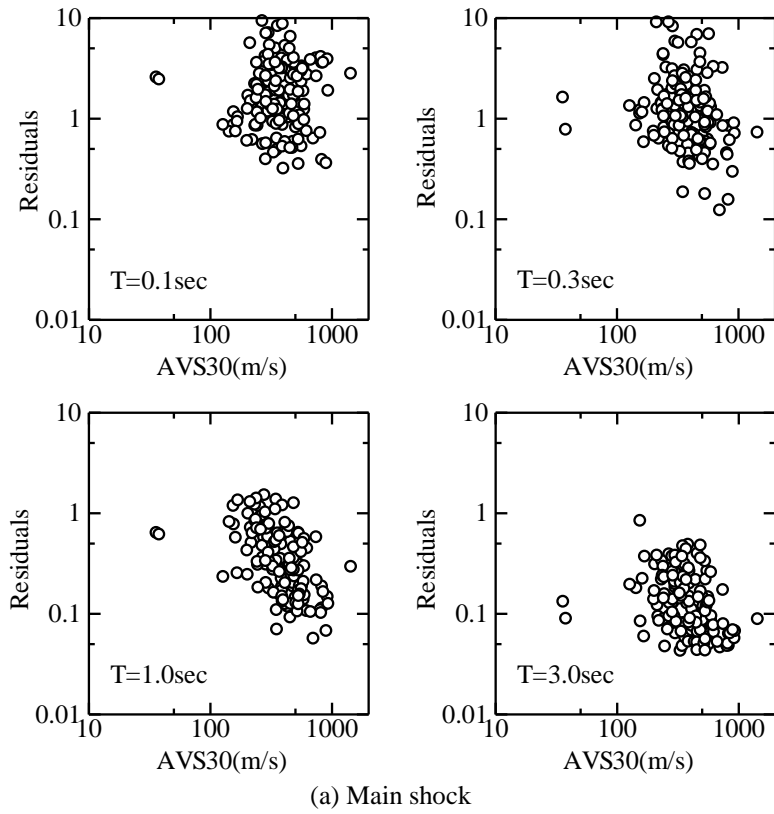 10
1
0.1
0.01
Residuals
T=0.1sec
10 100 1000
AVS30(m/s)
10
1
0.1
0.01
Residuals
T=0.3sec
10 100 1000
AVS30(m/s)
10
1
0.1
0.01
Residuals
T=1.0sec
10 100 1000
AVS30(m/s)
10
1
0.1
0.01
Residuals
T=3.0sec
10 100 1000
AVS30(m/s)
(a) Main shock